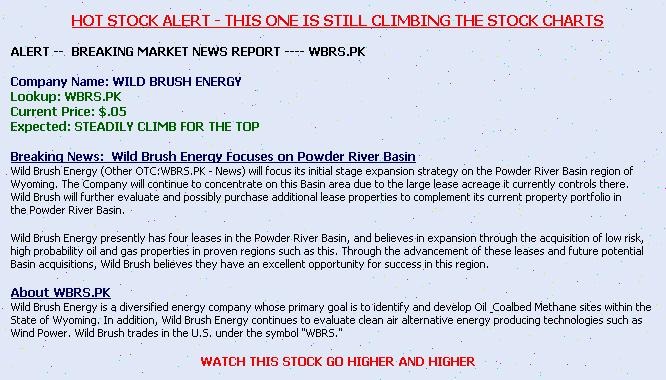 HOT STOCK ALERT - THIS ONE IS STILL CLIMBING THE STOCK CHARTS
ALERT -- BREAKING MARKET NEWS REPORT ---- WBRS.PK
Company Name: WILD BRUSH ENERGY
Lookup: WBRS.PK
Current Price: $.05
Expected: STEADILY CLIMB FOR THE TOP
Breaking News: Wild Brush Energy Focuses on Powder River Basin
Wild Brush Energy (Other OTC:WBRS.PK - News) will focus its initial stage expansion strategy on the Powder River Basin region of
Wyoming. The Company will continue to concentrate on this Basin area due to the large lease acreage it currently controls there.
Wild Brush will further evaluate and possibly purchase additional lease properties to complement its current property portfolio in
the Powder River Basin.
Wild Brush Energy presently has four leases in the Powder River Basin, and believes in expansion through the acquisition of low risk,
high probability oil and gas properties in proven regions such as this. Through the advancement of these leases and future potential
Basin acquisitions, Wild Brush believes they have an excellent opportunity for success in this region.
About WBRS.PK
Wild Brush Energy is a diversified energy company whose primary goal is to identify and develop Oil _Coalbed Methane sites within the
State of Wyoming. In addition, Wild Brush Energy continues to evaluate clean air alternative energy producing technologies such as
Wind Power. Wild Brush trades in the U.S. under the symbol "WBRS."
WATCH THIS STOCK GO HIGHER AND HIGHER